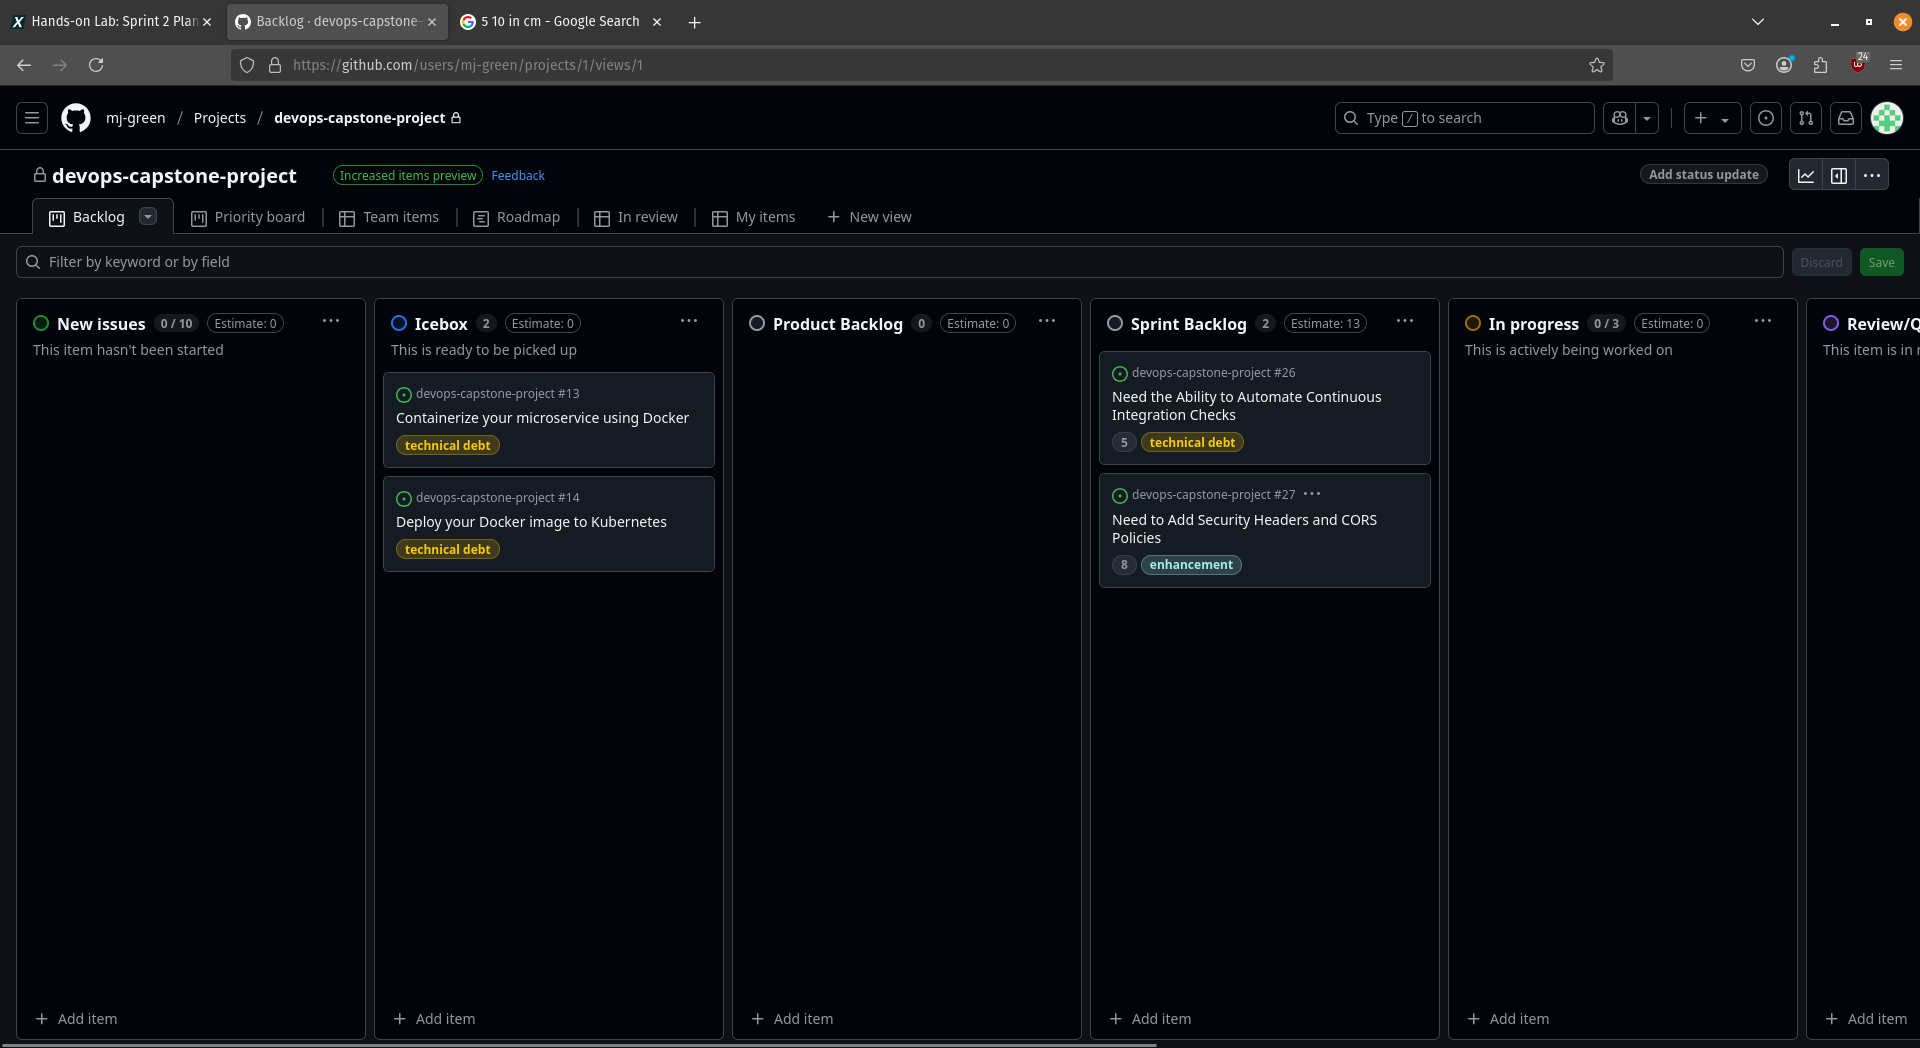 Hands-on Lab: Sprint 2 Plan
Backlog · devops-capstone-
5 10 in cm - Google Search
https://github.com/users/mj-green/projects/1/views/1
24
mj-green / Projects / devops-capstone-project
Type / to search
devops-capstone-project
Increased items preview
Feedback
Add status update
Backlog
Priority board
Team items
Roadmap
In review
My items
New view
Filter by keyword or by field
Discard
Save
New issues 0 / 10 Estimate: 0
This item hasn't been started
Add item
Icebox 2 Estimate: 0
This is ready to be picked up
devops-capstone-project #13
Containerize your microservice using Docker
technical debt
devops-capstone-project #14
Deploy your Docker image to Kubernetes
technical debt
Add item
Product Backlog 0 Estimate: 0
Add item
Sprint Backlog 2 Estimate: 13
devops-capstone-project #26
Need the Ability to Automate Continuous
Integration Checks
5 technical debt
devops-capstone-project #27
Need to Add Security Headers and CORS
Policies
8 enhancement
Add item
In progress 0 / 3 Estimate: 0
This is actively being worked on
Add item
Review/Q
This item is in
Add item